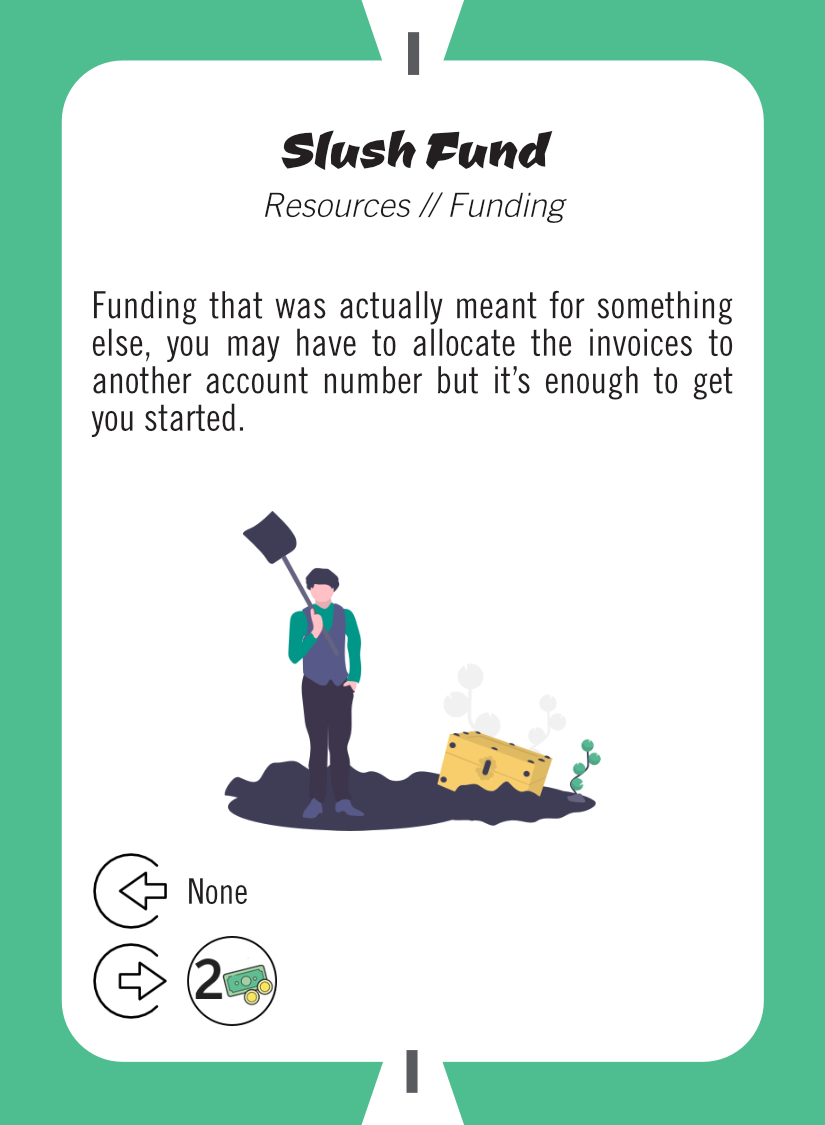 I
Slush Fund
Resources // Funding
Funding that was actually meant for something
else, you may have to allocate the invoices to
another account number but it's enough to get
you started.
None
2
I